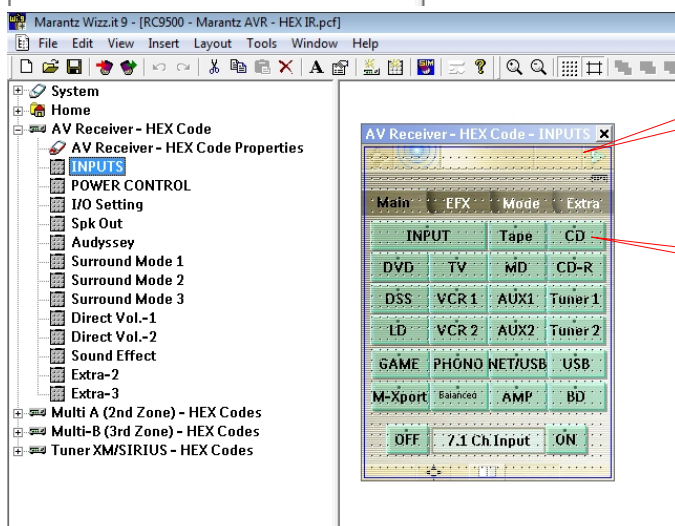 Marantz Wizz.it 9 - [RC9500 - Marantz AVR - HEX IR.pcf]
File Edit View Insert Layout Tools Window Help
System
Home
AV Receiver - HEX Code
AV Receiver - HEX Code Properties
INPUTS
POWER CONTROL
I/O Setting
Spk Out
Audyssey
Surround Mode 1
Surround Mode 2
Surround Mode 3
Direct Vol.-1
Direct Vol.-2
Sound Effect
Extra-2
Extra-3
Multi A (2nd Zone) - HEX Codes
Multi-B (3rd Zone) - HEX Codes
Tuner XM/SIRIUS - HEX Codes
AV Receiver - HEX Code - INPUTS
Main EFX Mode Extra
INPUT Tape CD
DVD TV MD CD-R
DSS VCR 1 AUX1 Tuner 1
LD VCR 2 AUX2 Tuner 2
GAME PHONO NET/USB USB
M-Xport Balanced AMP BD
OFF 7.1 Ch Input ON